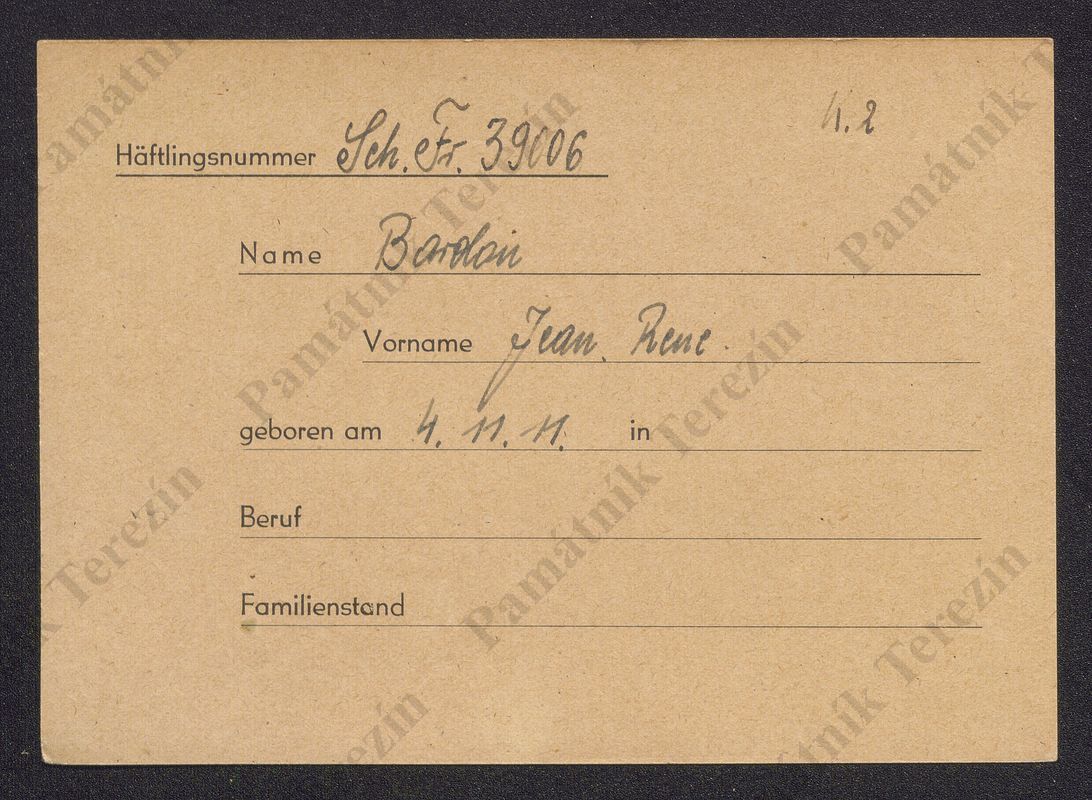 4.2
Häftlingsnummer Sch. Fr. 39006
Name Bardoin
Vorname Jean, Rene.
geboren am 4. 11. 11. in
Beruf
Familienstand
Památník Terezín